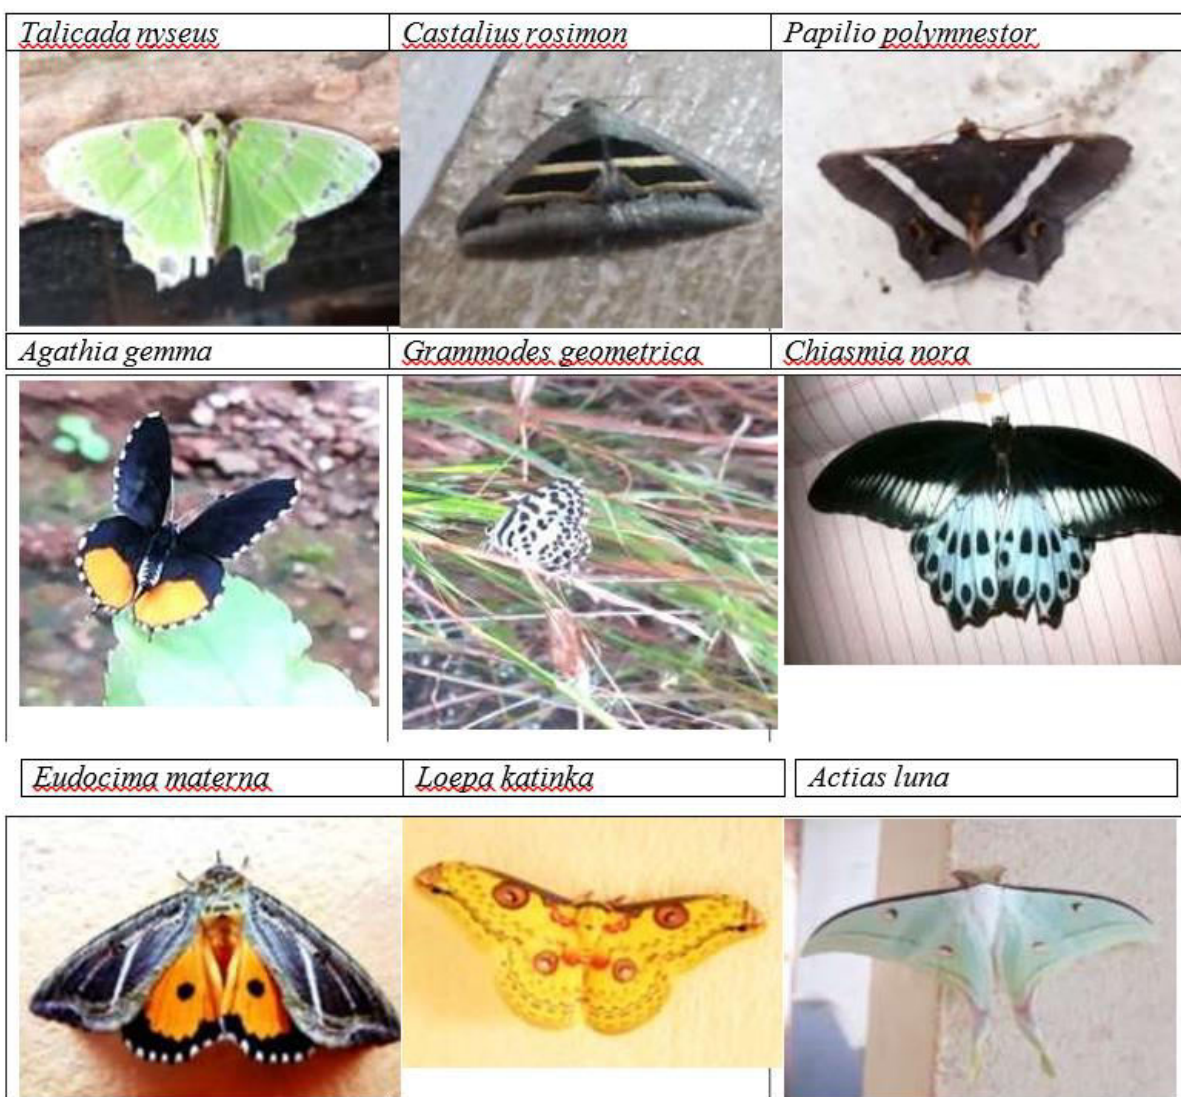 Talicada nyseus
Castalius rosimon
Papilio polymnestor
Agathia gemma
Grammodes geometrica
Chiasmia nora
Eudocima materna
Loepa katinka
Actias luna